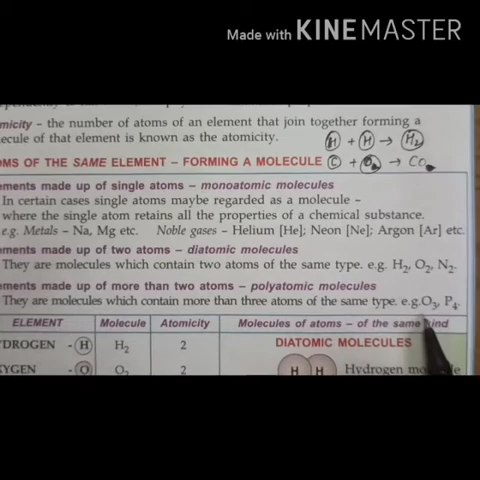 Made with KINEMASTER
micity - the number of atoms of an element that join together forming a
ecule of that element is known as the atomicity.
H + H → H2
OMS OF THE SAME ELEMENT – FORMING A MOLECULE C + O2 → CO
ements made up of single atoms – monoatomic molecules
In certain cases single atoms maybe regarded as a molecule –
where the single atom retains all the properties of a chemical substance.
e.g. Metals – Na, Mg etc. Noble gases – Helium [He]; Neon [Ne]; Argon [Ar] etc.
ements made up of two atoms – diatomic molecules
They are molecules which contain two atoms of the same type. e.g. H2, O2, N2.
ements made up of more than two atoms – polyatomic molecules
They are molecules which contain more than three atoms of the same type. e.g. O3, P4.
ELEMENT Molecule Atomicity Molecules of atoms – of the same kind
YDROGEN - H H2 2 DIATOMIC MOLECULES
XYGEN - O O2 2 H H Hydrogen